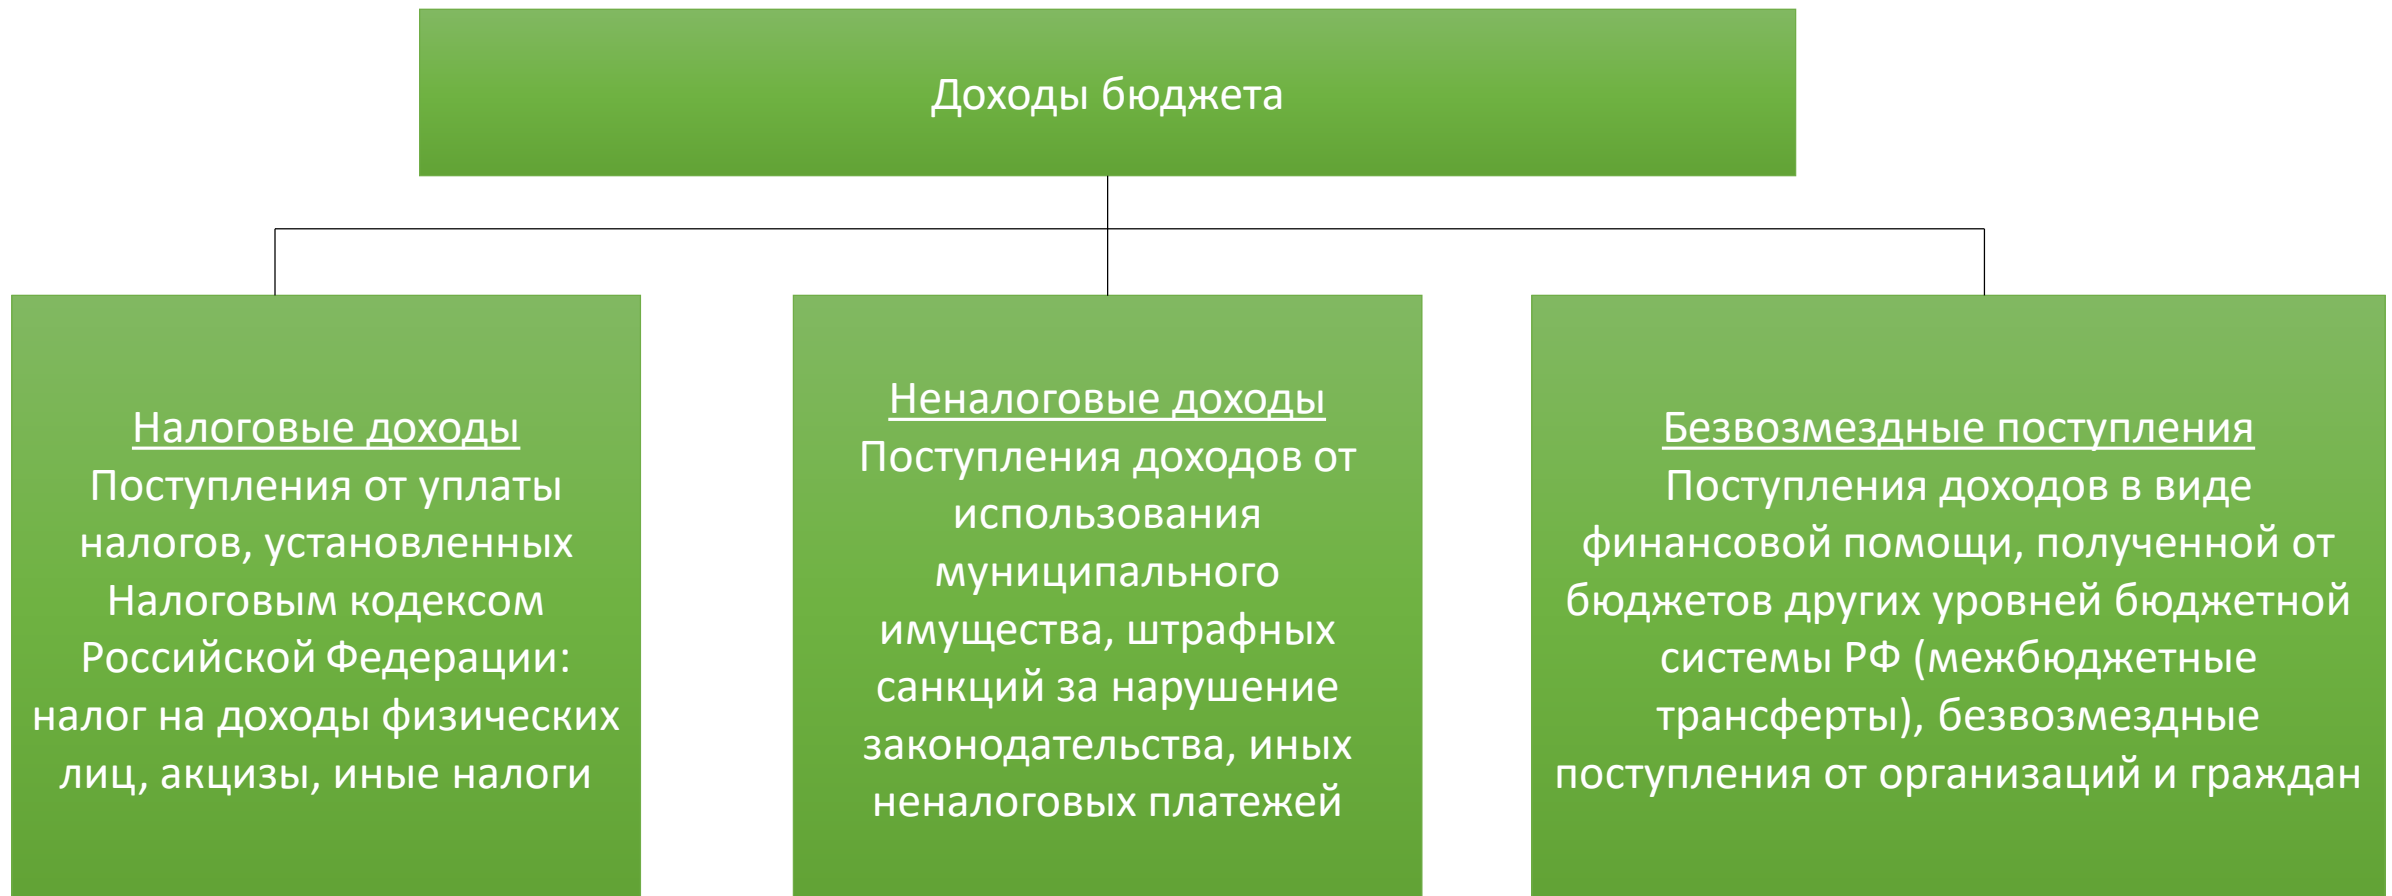 Доходы бюджета
Налоговые доходы
Поступления от уплаты
налогов, установленных
Налоговым кодексом
Российской Федерации:
налог на доходы физических
лиц, акцизы, иные налоги
Неналоговые доходы
Поступления доходов от
использования
муниципального
имущества, штрафных
санкций за нарушение
законодательства, иных
неналоговых платежей
Безвозмездные поступления
Поступления доходов в виде
финансовой помощи, полученной от
бюджетов других уровней бюджетной
системы РФ (межбюджетные
трансферты), безвозмездные
поступления от организаций и граждан